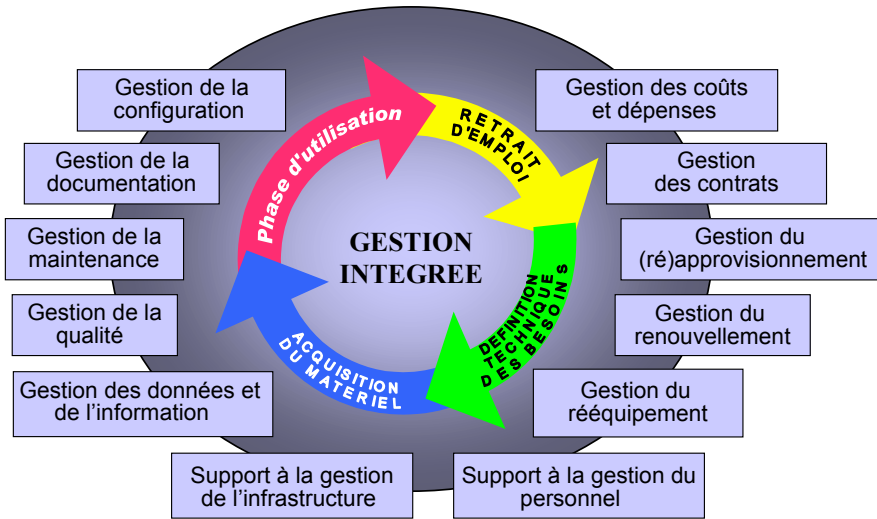 Gestion de la
configuration
Gestion de la
documentation
Gestion de la
maintenance
Gestion de la
qualité
Gestion des données et
de l’information
Support à la gestion
de l’infrastructure
Phase d'utilisation
RETRAIT
D'EMPLOI
GESTION
INTEGREE
DEFINITION
TECHNIQUE
DES BESOINS
ACQUISITION
DU MATERIEL
Gestion des coûts
et dépenses
Gestion
des contrats
Gestion du
(ré)approvisionnement
Gestion du
renouvellement
Gestion du
rééquipement
Support à la gestion du
personnel